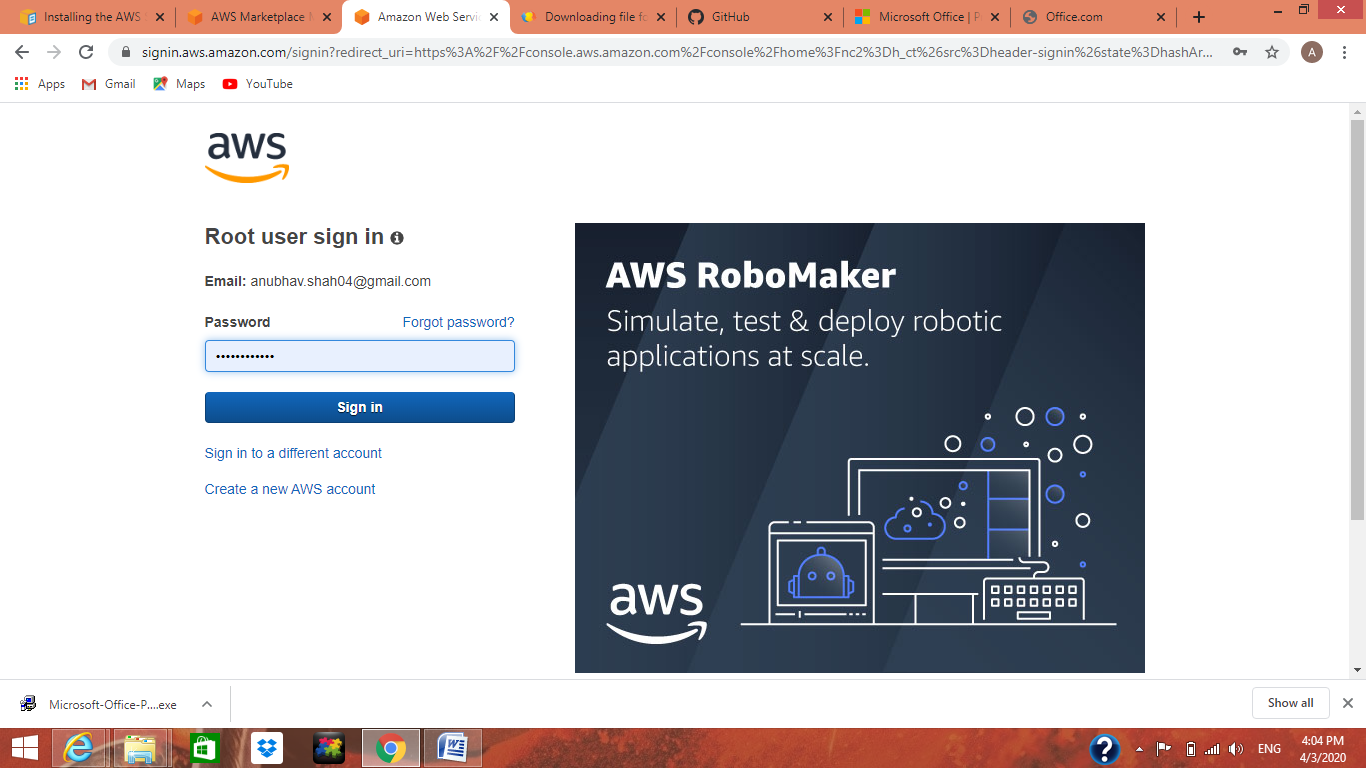 Installing the AWS
AWS Marketplace M
Amazon Web Servic
Downloading file fo
GitHub
Microsoft Office | P
Office.com
signin.aws.amazon.com/signin?redirect_uri=https%3A%2F%2Fconsole.aws.amazon.com%2Fconsole%2Fhome%3Fnc2%3Dh_ct%26src%3Dheader-signin%26state%3DhashAr...
A
Apps
Gmail
Maps
YouTube
aws
Root user sign in
Email: anubhav.shah04@gmail.com
Password
Forgot password?
••••••••••••
Sign in
Sign in to a different account
Create a new AWS account
AWS RoboMaker
Simulate, test & deploy robotic
applications at scale.
aws
Microsoft-Office-P....exe
Show all
ENG
4:04 PM
4/3/2020